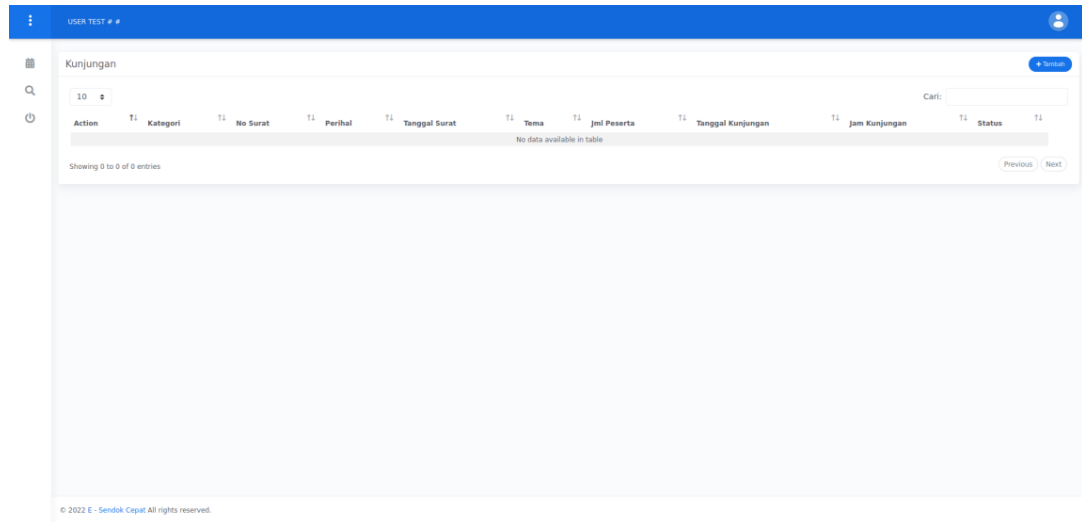 USER TEST # #
Kunjungan
+ Tambah
10
Cari:
Action Kategori No Surat Perihal Tanggal Surat Tema Jml Peserta Tanggal Kunjungan Jam Kunjungan Status
No data available in table
Showing 0 to 0 of 0 entries
Previous Next
© 2022 E - Sendok Cepat All rights reserved.